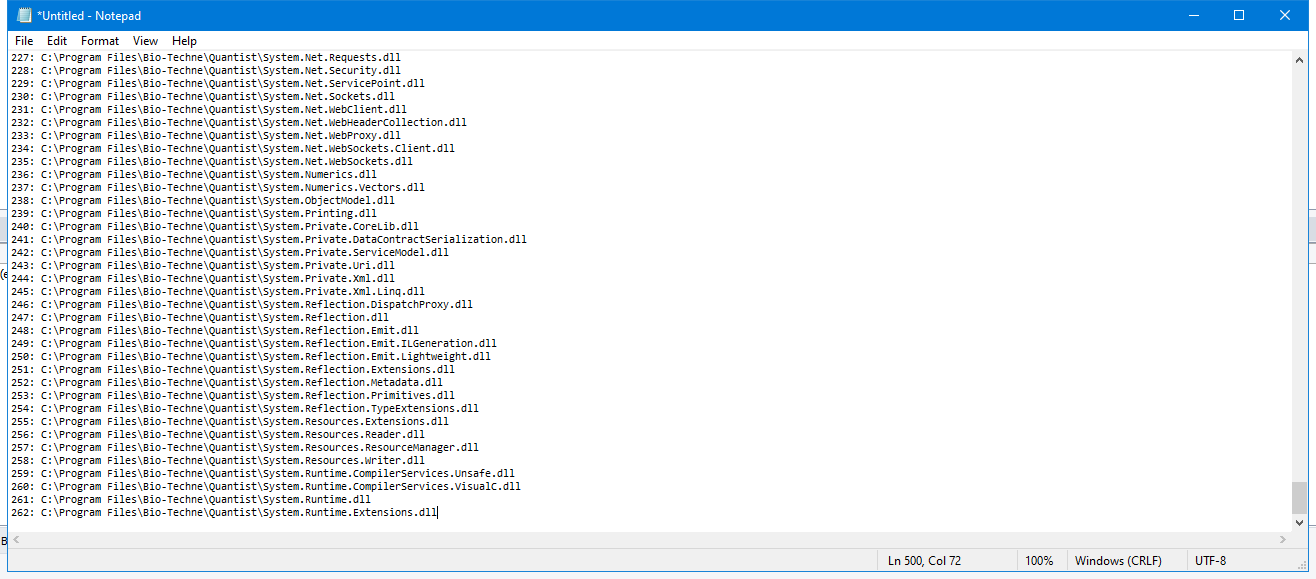 *Untitled - Notepad
File Edit Format View Help
227: C:\Program Files\Bio-Techne\Quantist\System.Net.Requests.dll
228: C:\Program Files\Bio-Techne\Quantist\System.Net.Security.dll
229: C:\Program Files\Bio-Techne\Quantist\System.Net.ServicePoint.dll
230: C:\Program Files\Bio-Techne\Quantist\System.Net.Sockets.dll
231: C:\Program Files\Bio-Techne\Quantist\System.Net.WebClient.dll
232: C:\Program Files\Bio-Techne\Quantist\System.Net.WebHeaderCollection.dll
233: C:\Program Files\Bio-Techne\Quantist\System.Net.WebProxy.dll
234: C:\Program Files\Bio-Techne\Quantist\System.Net.WebSockets.Client.dll
235: C:\Program Files\Bio-Techne\Quantist\System.Net.WebSockets.dll
236: C:\Program Files\Bio-Techne\Quantist\System.Numerics.dll
237: C:\Program Files\Bio-Techne\Quantist\System.Numerics.Vectors.dll
238: C:\Program Files\Bio-Techne\Quantist\System.ObjectModel.dll
239: C:\Program Files\Bio-Techne\Quantist\System.Printing.dll
240: C:\Program Files\Bio-Techne\Quantist\System.Private.CoreLib.dll
241: C:\Program Files\Bio-Techne\Quantist\System.Private.DataContractSerialization.dll
242: C:\Program Files\Bio-Techne\Quantist\System.Private.ServiceModel.dll
243: C:\Program Files\Bio-Techne\Quantist\System.Private.Uri.dll
244: C:\Program Files\Bio-Techne\Quantist\System.Private.Xml.dll
245: C:\Program Files\Bio-Techne\Quantist\System.Private.Xml.Linq.dll
246: C:\Program Files\Bio-Techne\Quantist\System.Reflection.DispatchProxy.dll
247: C:\Program Files\Bio-Techne\Quantist\System.Reflection.dll
248: C:\Program Files\Bio-Techne\Quantist\System.Reflection.Emit.dll
249: C:\Program Files\Bio-Techne\Quantist\System.Reflection.Emit.ILGeneration.dll
250: C:\Program Files\Bio-Techne\Quantist\System.Reflection.Emit.Lightweight.dll
251: C:\Program Files\Bio-Techne\Quantist\System.Reflection.Extensions.dll
252: C:\Program Files\Bio-Techne\Quantist\System.Reflection.Metadata.dll
253: C:\Program Files\Bio-Techne\Quantist\System.Reflection.Primitives.dll
254: C:\Program Files\Bio-Techne\Quantist\System.Reflection.TypeExtensions.dll
255: C:\Program Files\Bio-Techne\Quantist\System.Resources.Extensions.dll
256: C:\Program Files\Bio-Techne\Quantist\System.Resources.Reader.dll
257: C:\Program Files\Bio-Techne\Quantist\System.Resources.ResourceManager.dll
258: C:\Program Files\Bio-Techne\Quantist\System.Resources.Writer.dll
259: C:\Program Files\Bio-Techne\Quantist\System.Runtime.CompilerServices.Unsafe.dll
260: C:\Program Files\Bio-Techne\Quantist\System.Runtime.CompilerServices.VisualC.dll
261: C:\Program Files\Bio-Techne\Quantist\System.Runtime.dll
262: C:\Program Files\Bio-Techne\Quantist\System.Runtime.Extensions.dll
Ln 500, Col 72 100% Windows (CRLF) UTF-8